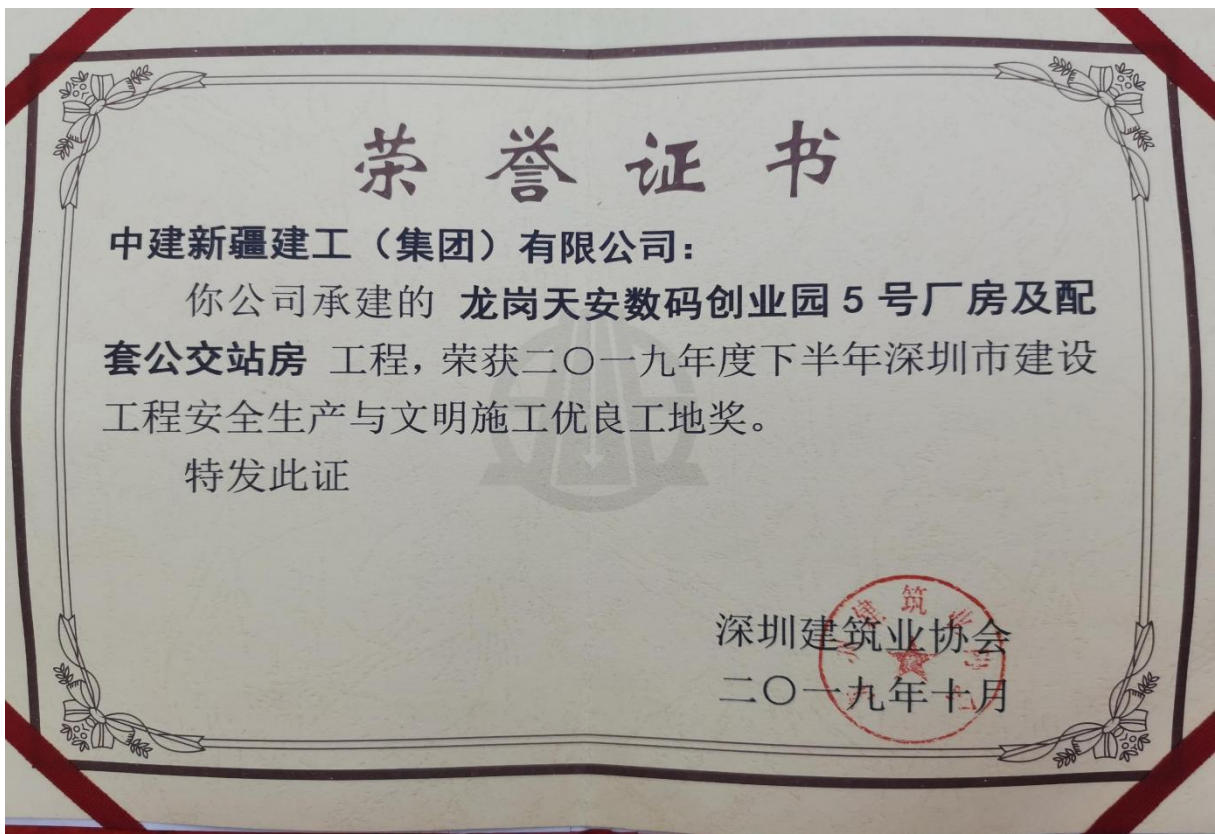 荣誉证书
中建新疆建工（集团）有限公司：
你公司承建的 龙岗天安数码创业园5号厂房及配
套公交站房 工程，荣获二〇一九年度下半年深圳市建设
工程安全生产与文明施工优良工地奖。
特发此证
深圳建筑业协会
二〇一九年十月